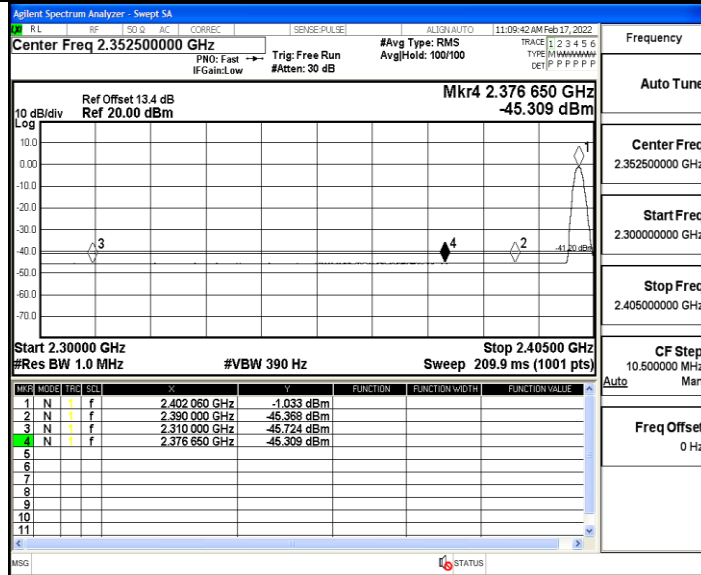 Agilent Spectrum Analyzer - Swept SA
RL RF 50 Ω AC CORREC SENSE:PULSE ALIGNAUTO 11:09:42 AM Feb 17, 2022
Center Freq 2.352500000 GHz
PNO: Fast
IFGain:Low
Trig: Free Run
#Atten: 30 dB
#Avg Type: RMS
Avg|Hold: 100/100
TRACE 1 2 3 4 5 6
TYPE MWWWWW
DET P P P P P P
Ref Offset 13.4 dB
Ref 20.00 dBm
10 dB/div
Log
Mkr4 2.376 650 GHz
-45.309 dBm
10.0
0.00
-10.0
-20.0
-30.0
-40.0
-50.0
-60.0
-70.0
1
3
4
2
-41.20 dBm
Start 2.30000 GHz
Stop 2.40500 GHz
#Res BW 1.0 MHz
#VBW 390 Hz
Sweep 209.9 ms (1001 pts)
MKR MODE TRC SCL X Y FUNCTION FUNCTION WIDTH FUNCTION VALUE
1 N 1 f 2.402 060 GHz -1.033 dBm
2 N 1 f 2.390 000 GHz -45.368 dBm
3 N 1 f 2.310 000 GHz -45.724 dBm
4 N 1 f 2.376 650 GHz -45.309 dBm
5
6
7
8
9
10
11
MSG STATUS
Frequency
Auto Tune
Center Freq
2.352500000 GHz
Start Freq
2.300000000 GHz
Stop Freq
2.405000000 GHz
CF Step
10.500000 MHz
Auto Man
Freq Offset
0 Hz